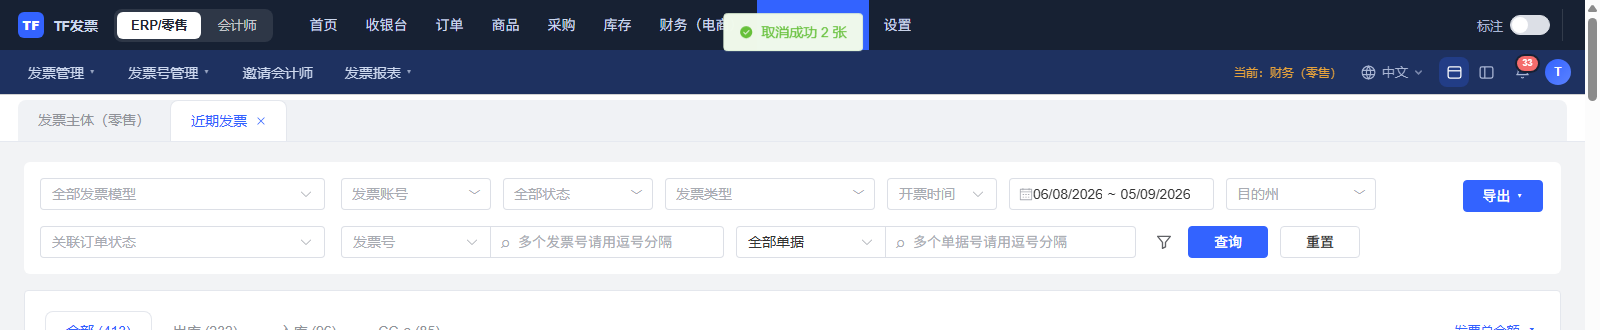 TF TF发票 ERP/零售 会计师 首页 收银台 订单 商品 采购 库存 财务（电商 取消成功 2 张 设置 标注
发票管理 发票号管理 邀请会计师 发票报表 当前：财务（零售） 中文 33 T
发票主体（零售） 近期发票
全部发票模型 发票账号 全部状态 发票类型 开票时间 06/08/2026 ~ 05/09/2026 目的州 导出
关联订单状态 发票号 多个发票号请用逗号分隔 全部单据 多个单据号请用逗号分隔 查询 重置
全部 (413)